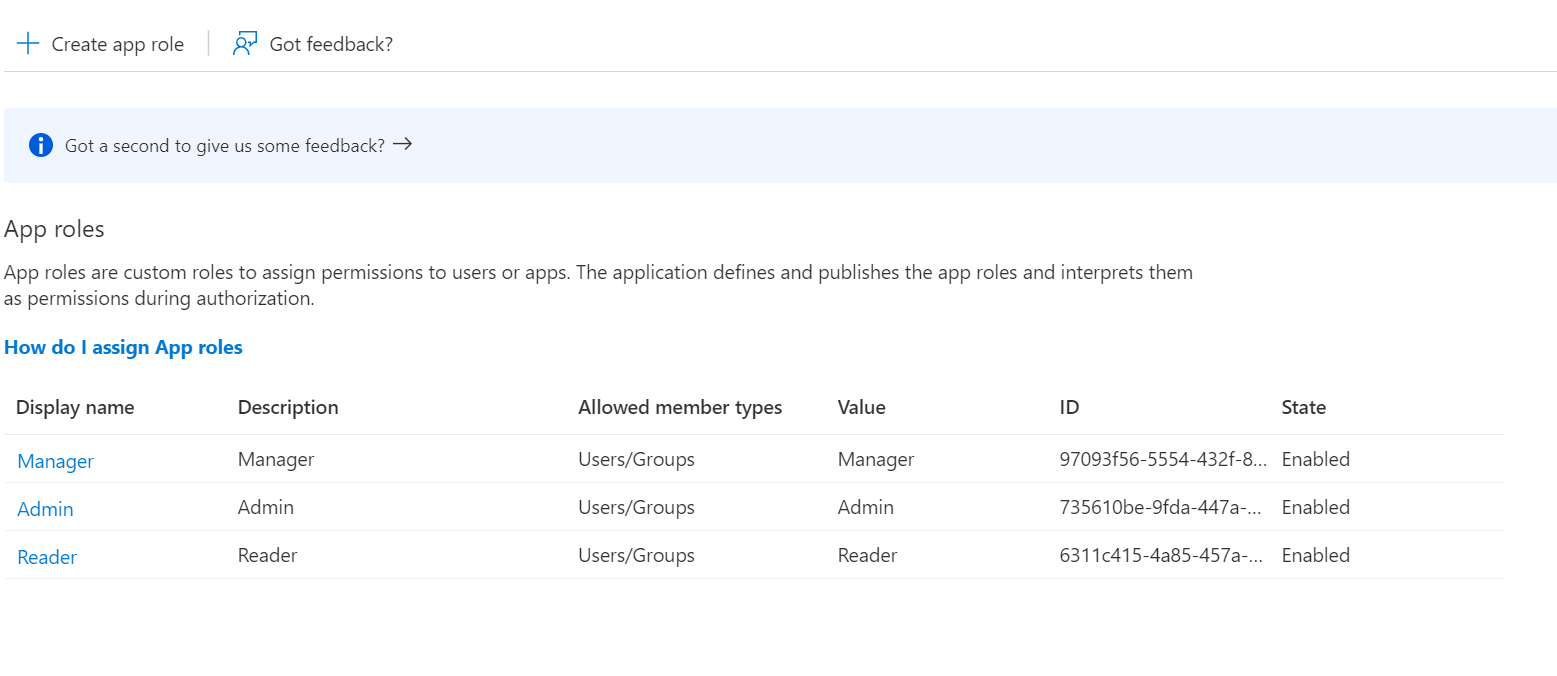 Create app role Got feedback?
Got a second to give us some feedback? →
App roles
App roles are custom roles to assign permissions to users or apps. The application defines and publishes the app roles and interprets them
as permissions during authorization.
How do I assign App roles
Display name Description Allowed member types Value ID State
Manager Manager Users/Groups Manager 97093f56-5554-432f-8... Enabled
Admin Admin Users/Groups Admin 735610be-9fda-447a-... Enabled
Reader Reader Users/Groups Reader 6311c415-4a85-457a-... Enabled